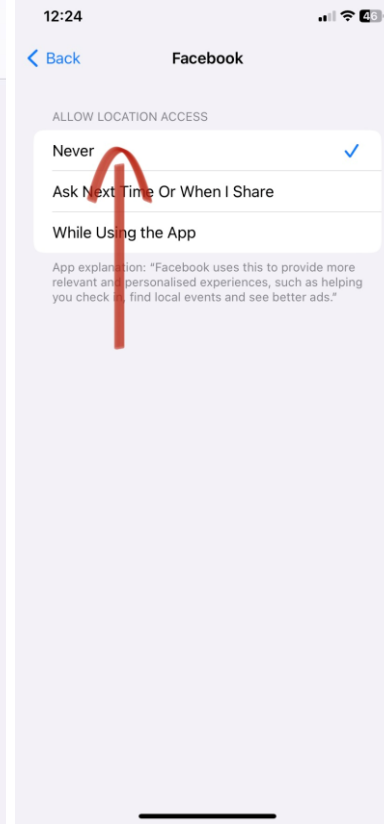 12:24
46
Back
Facebook
ALLOW LOCATION ACCESS
Never
Ask Next Time Or When I Share
While Using the App
App explanation: “Facebook uses this to provide more
relevant and personalised experiences, such as helping
you check in, find local events and see better ads.”